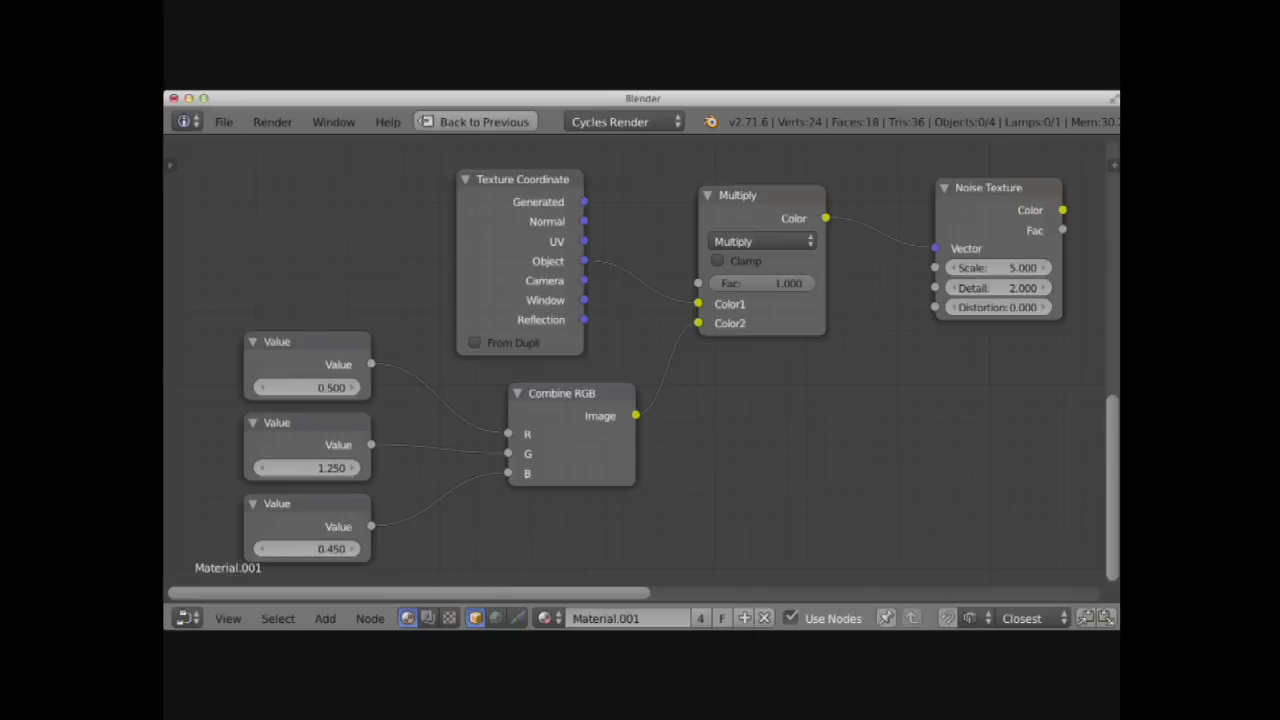 Blender
File Render Window Help Back to Previous Cycles Render v2.71.6 | Verts:24 | Faces:18 | Tris:36 | Objects:0/4 | Lamps:0/1 | Mem:30.
Texture Coordinate
Generated
Normal
UV
Object
Camera
Window
Reflection
From Dupli
Multiply
Color
Multiply
Clamp
Fac: 1.000
Color1
Color2
Noise Texture
Color
Fac
Vector
Scale: 5.000
Detail: 2.000
Distortion: 0.000
Value
Value
0.500
Value
Value
1.250
Value
Value
0.450
Combine RGB
Image
R
G
B
Material.001
View Select Add Node Material.001 4 F Use Nodes Closest